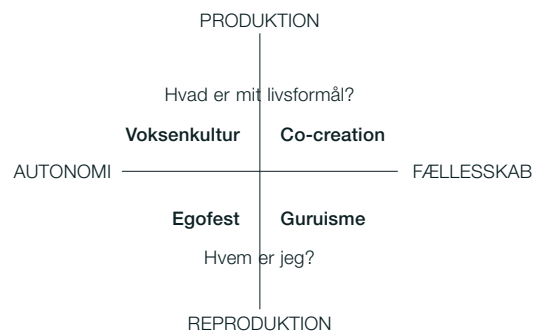 PRODUKTION
Hvad er mit livsformål?
Voksenkultur Co-creation
AUTONOMI FÆLLESSKAB
Egofest Guruisme
Hvem er jeg?
REPRODUKTION